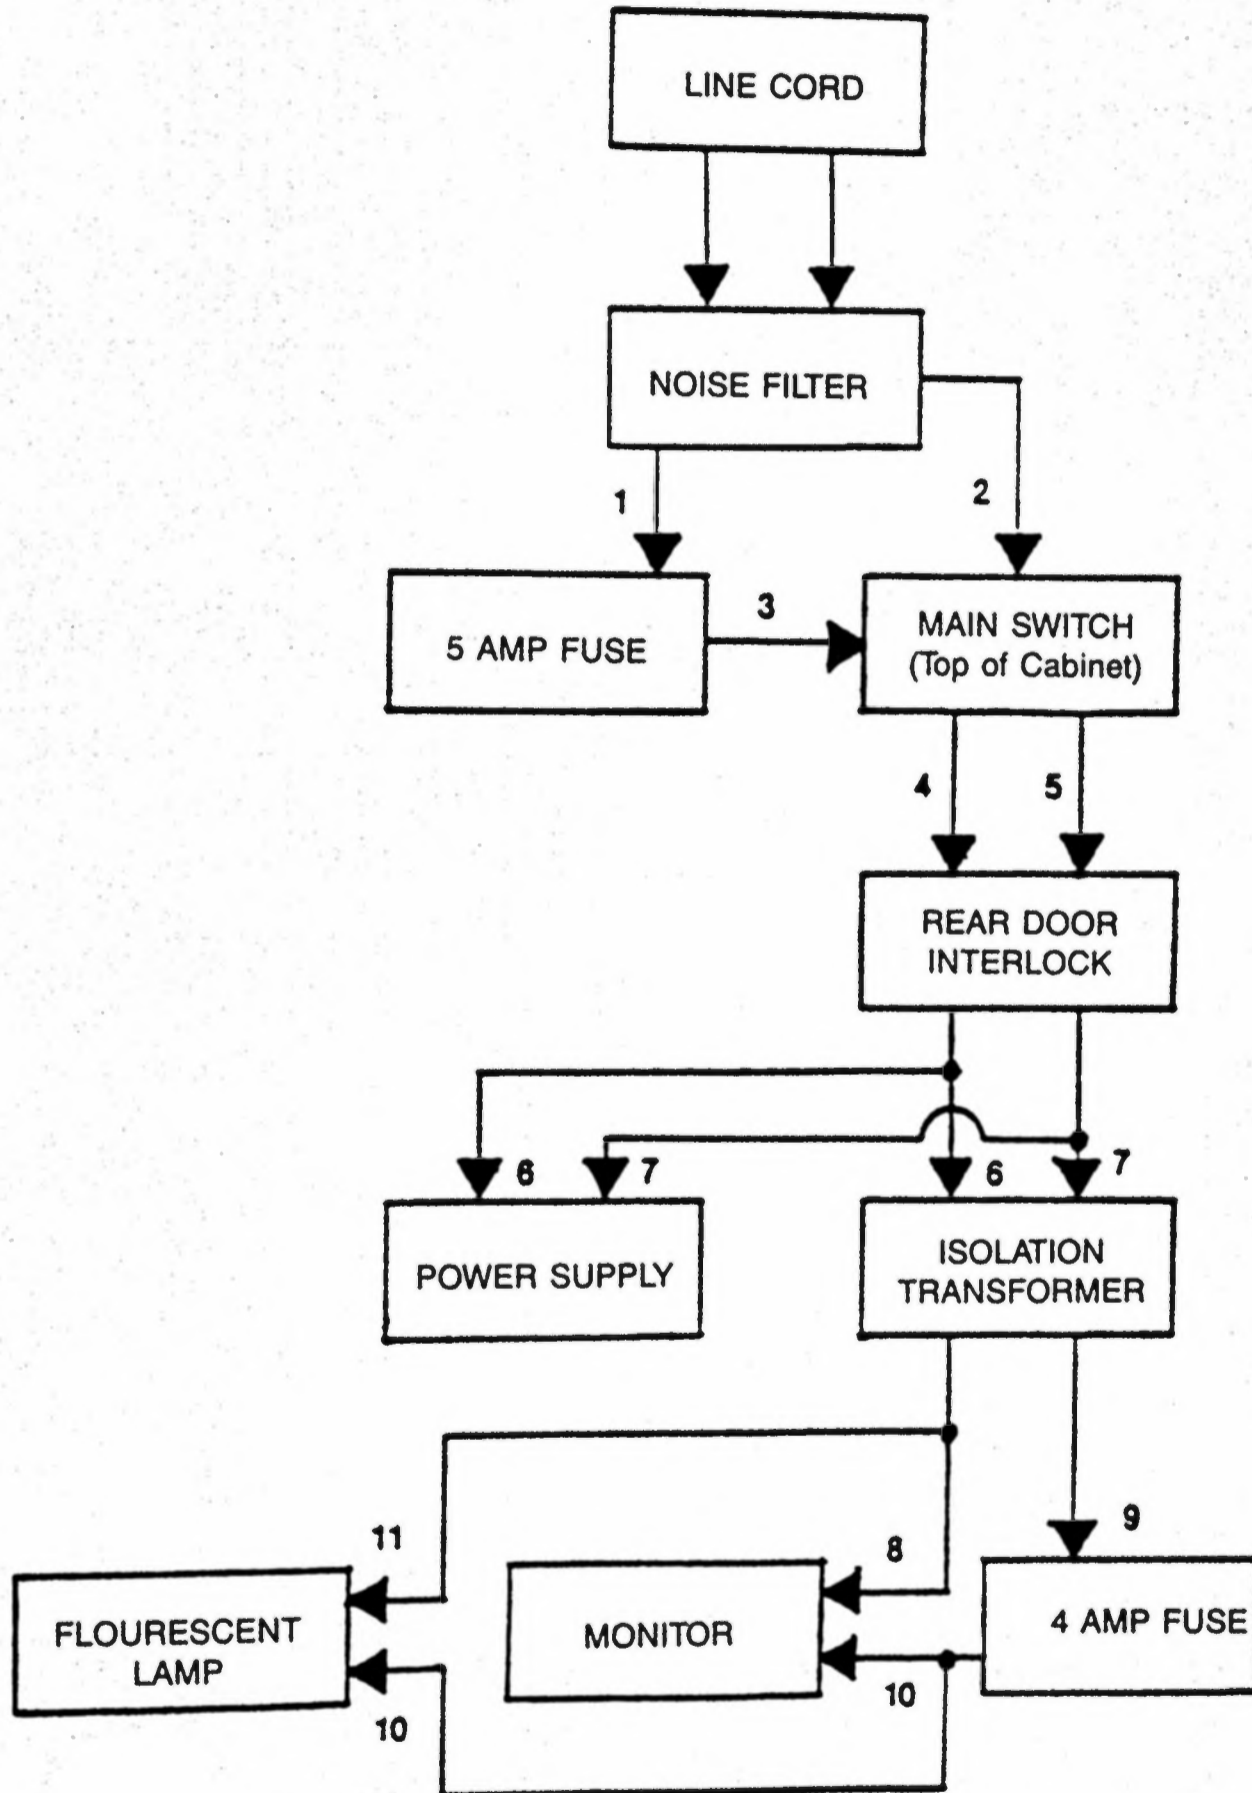 LINE CORD
NOISE FILTER
1
2
5 AMP FUSE
3
MAIN SWITCH
(Top of Cabinet)
4
5
REAR DOOR
INTERLOCK
6
7
6
7
POWER SUPPLY
ISOLATION
TRANSFORMER
11
8
9
FLOURESCENT
LAMP
MONITOR
4 AMP FUSE
10
10